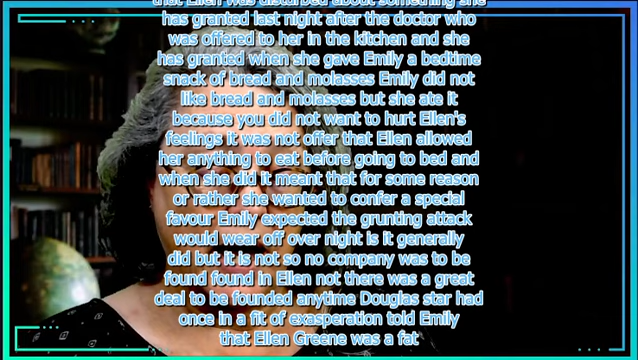 that Ellen was disturbed about something she
has granted last night after the doctor who
was offered to her in the kitchen and she
has granted when she gave Emily a bedtime
snack of bread and molasses Emily did not
like bread and molasses but she ate it
because you did not want to hurt Ellen's
feelings it was not offer that Ellen allowed
her anything to eat before going to bed and
when she did it meant that for some reason
or rather she wanted to confer a special
favour Emily expected the grunting attack
would wear off over night is it generally
did but it is not so no company was to be
found found in Ellen not there was a great
deal to be founded anytime Douglas star had
once in a fit of exasperation told Emily
that Ellen Greene was a fat